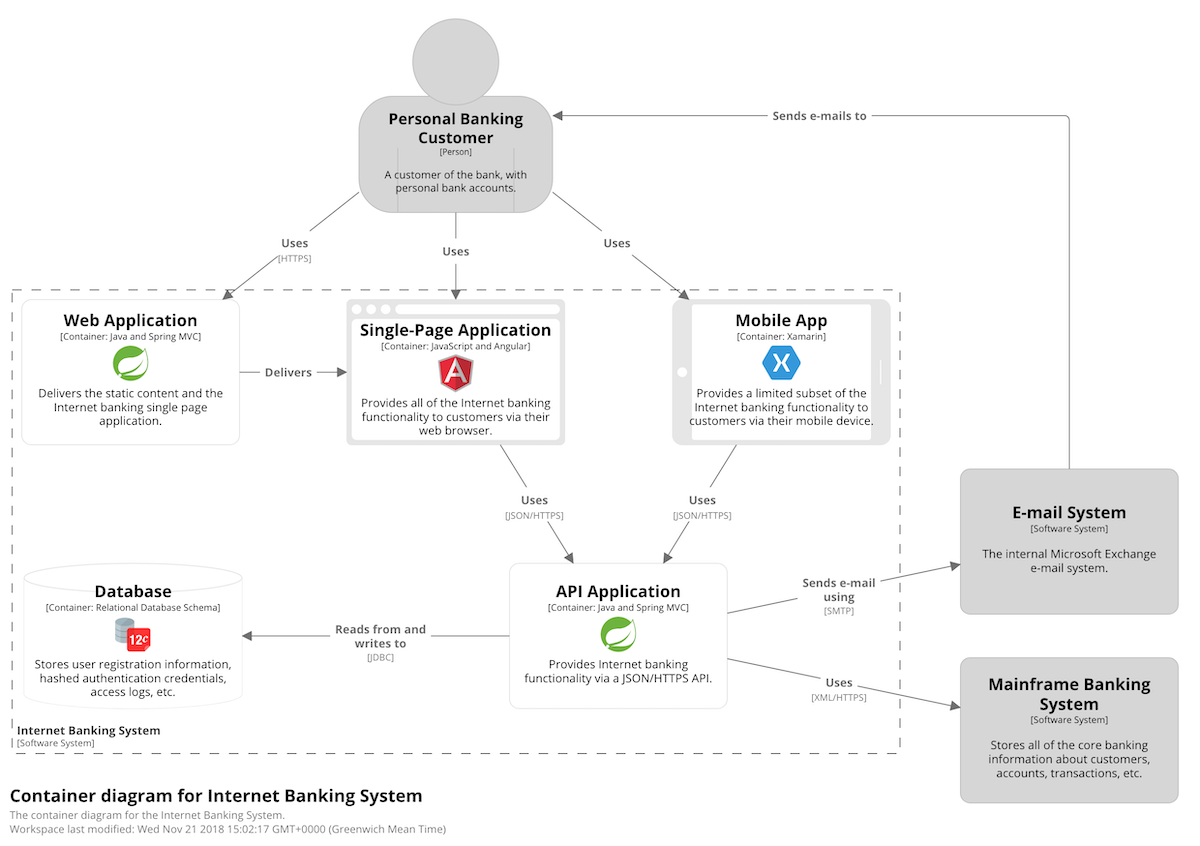 Personal Banking
Customer
[Person]
A customer of the bank, with
personal bank accounts.
Sends e-mails to
Uses
[HTTPS]
Uses
Uses
Web Application
[Container: Java and Spring MVC]
Delivers the static content and the
Internet banking single page
application.
Delivers
Single-Page Application
[Container: JavaScript and Angular]
A
Provides all of the Internet banking
functionality to customers via their
web browser.
Mobile App
[Container: Xamarin]
X
Provides a limited subset of the
Internet banking functionality to
customers via their mobile device.
Uses
[JSON/HTTPS]
Uses
[JSON/HTTPS]
E-mail System
[Software System]
The internal Microsoft Exchange
e-mail system.
Database
[Container: Relational Database Schema]
12c
Stores user registration information,
hashed authentication credentials,
access logs, etc.
Reads from and
writes to
[JDBC]
API Application
[Container: Java and Spring MVC]
Provides Internet banking
functionality via a JSON/HTTPS API.
Sends e-mail
using
[SMTP]
Uses
[XML/HTTPS]
Mainframe Banking
System
[Software System]
Stores all of the core banking
information about customers,
accounts, transactions, etc.
Internet Banking System
[Software System]
Container diagram for Internet Banking System
The container diagram for the Internet Banking System.
Workspace last modified: Wed Nov 21 2018 15:02:17 GMT+0000 (Greenwich Mean Time)